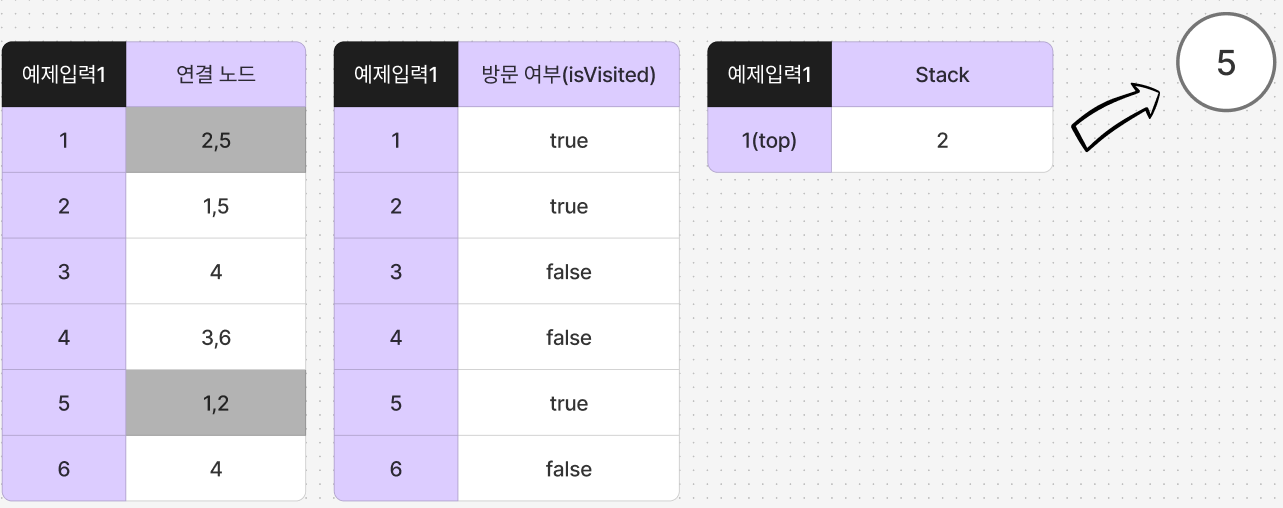 예제입력1 연결 노드
1 2,5
2 1,5
3 4
4 3,6
5 1,2
6 4
예제입력1 방문 여부(isVisited)
1 true
2 true
3 false
4 false
5 true
6 false
예제입력1 Stack
1(top) 2
5